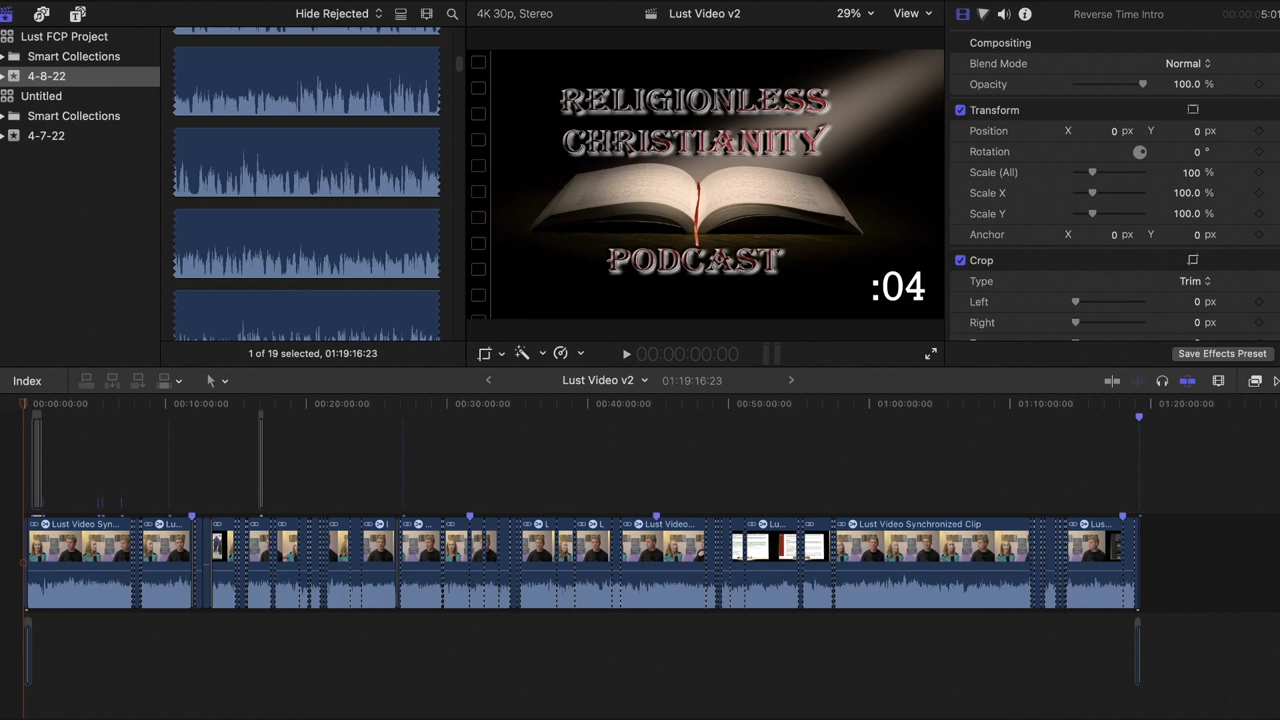 Hide Rejected
4K 30p, Stereo
Lust Video v2
29%
View
Reverse Time Intro
5:01
Lust FCP Project
Smart Collections
4-8-22
Untitled
Smart Collections
4-7-22
1 of 19 selected, 01:19:16:23
RELIGIONLESS
CHRISTIANITY
PODCAST
:04
00:00:00:00
Compositing
Blend Mode Normal
Opacity 100.0 %
Transform
Position X 0 px Y 0 px
Rotation 0 °
Scale (All) 100 %
Scale X 100.0 %
Scale Y 100.0 %
Anchor X 0 px Y 0 px
Crop
Type Trim
Left 0 px
Right 0 px
Save Effects Preset
Index
Lust Video v2
01:19:16:23
00:00:00:00 00:10:00:00 00:20:00:00 00:30:00:00 00:40:00:00 00:50:00:00 01:00:00:00 01:10:00:00 01:20:00:00
Lust Video Syn... Lu... L L Lust Video... Lu... Lust Video Synchronized Clip Lus...